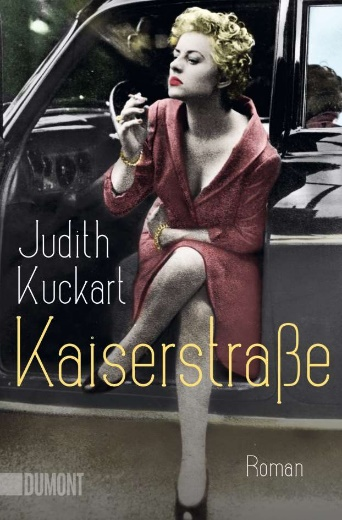 Judith
Kuckart
Kaiserstraße
Roman
DUMONT